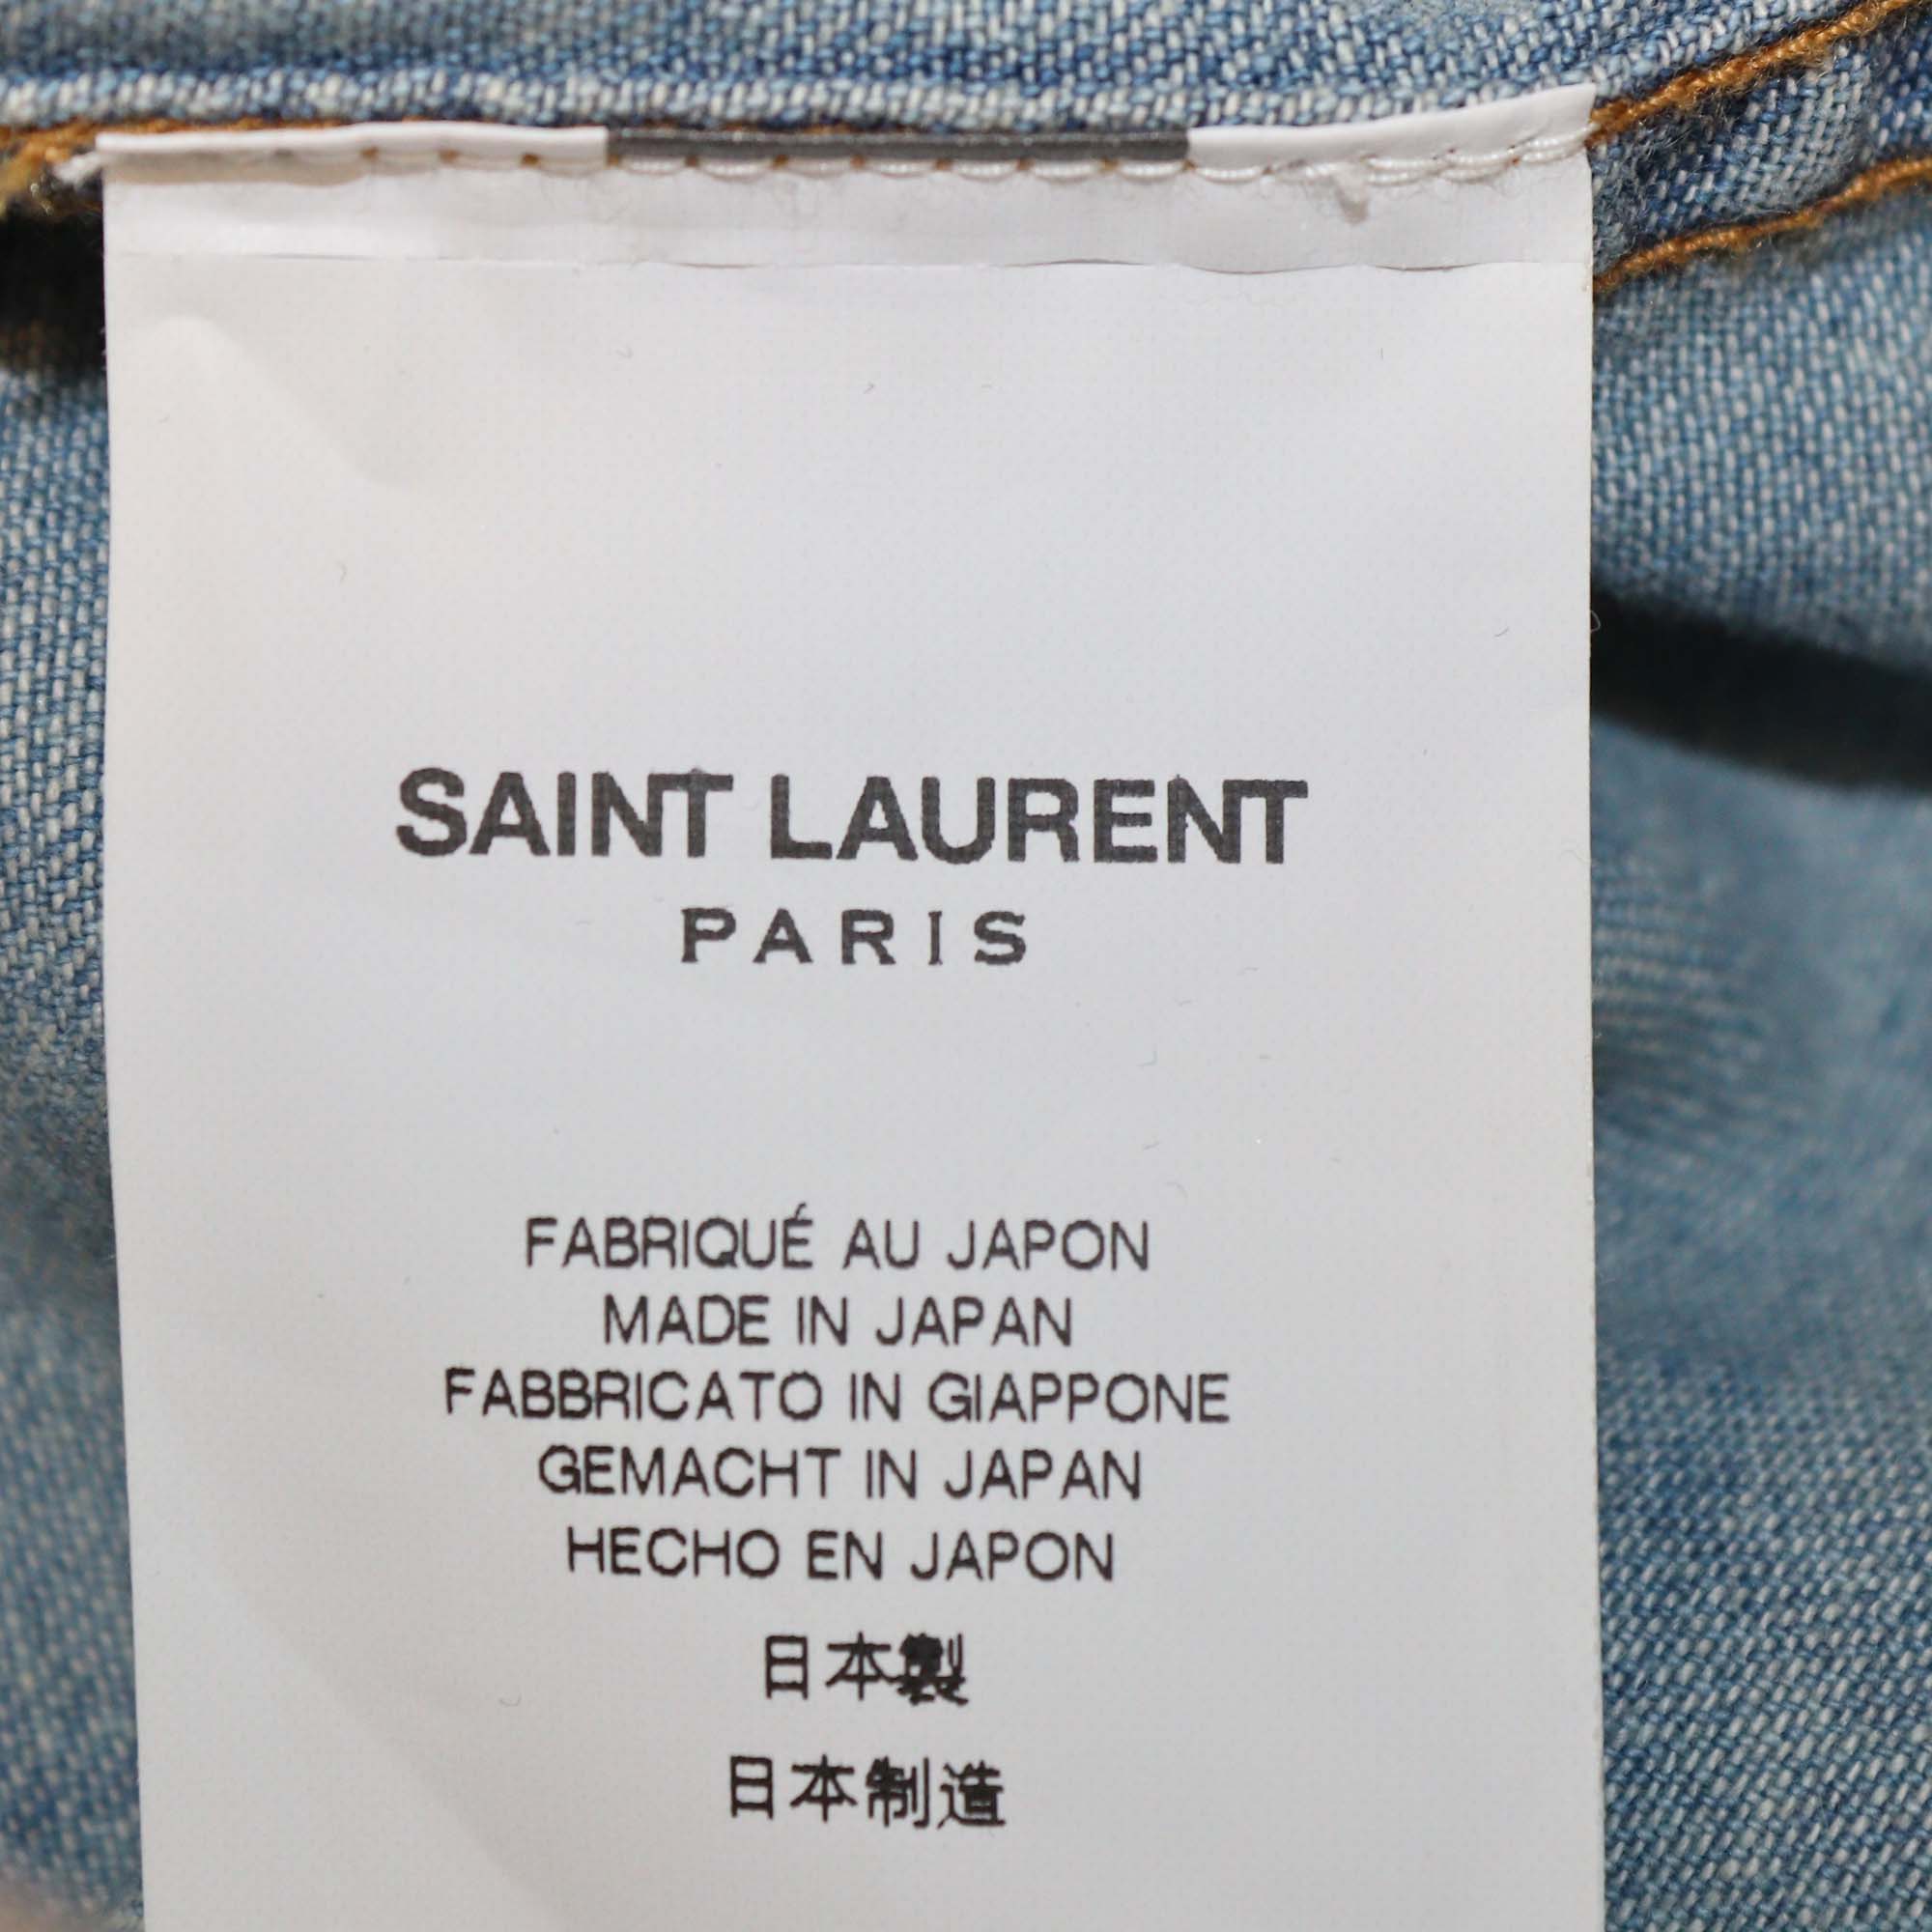 SAINT LAURENT
PARIS
FABRIQUÉ AU JAPON
MADE IN JAPAN
FABBRICATO IN GIAPPONE
GEMACHT IN JAPAN
HECHO EN JAPON
日本製
日本制造